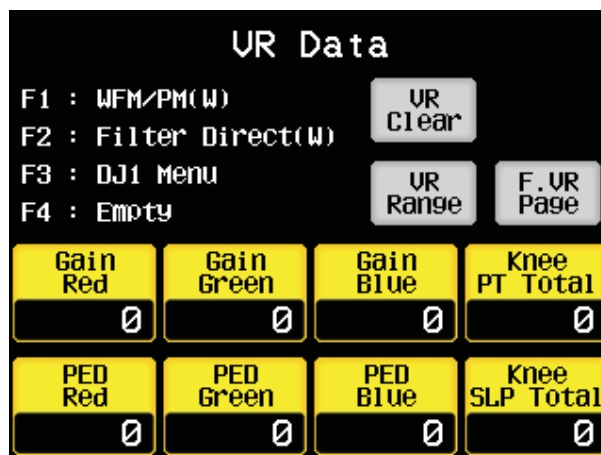 VR Data
F1 : WFM/PM(W)
F2 : Filter Direct(W)
F3 : DJ1 Menu
F4 : Empty
VR
Clear
VR
Range
F.VR
Page
Gain
Red
0
Gain
Green
0
Gain
Blue
0
Knee
PT Total
0
PED
Red
0
PED
Green
0
PED
Blue
0
Knee
SLP Total
0